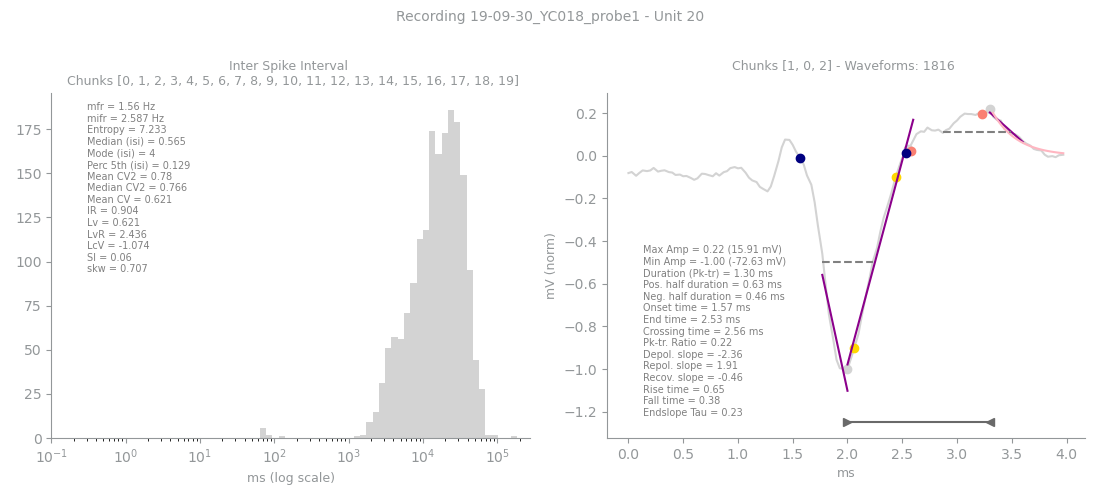 Recording 19-09-30_YC018_probe1 - Unit 20
Inter Spike Interval
Chunks [0, 1, 2, 3, 4, 5, 6, 7, 8, 9, 10, 11, 12, 13, 14, 15, 16, 17, 18, 19]
mfr = 1.56 Hz
mifr = 2.587 Hz
Entropy = 7.233
Median (isi) = 0.565
Mode (isi) = 4
Perc 5th (isi) = 0.129
Mean CV2 = 0.78
Median CV2 = 0.766
Mean CV = 0.621
IR = 0.904
Lv = 0.621
LvR = 2.436
LcV = -1.074
SI = 0.06
skw = 0.707
175
150
125
100
75
50
25
0
10⁻¹ 10⁰ 10¹ 10² 10³ 10⁴ 10⁵
ms (log scale)
Chunks [1, 0, 2] - Waveforms: 1816
mV (norm)
0.2
0.0
−0.2
−0.4
−0.6
−0.8
−1.0
−1.2
Max Amp = 0.22 (15.91 mV)
Min Amp = -1.00 (-72.63 mV)
Duration (Pk-tr) = 1.30 ms
Pos. half duration = 0.63 ms
Neg. half duration = 0.46 ms
Onset time = 1.57 ms
End time = 2.53 ms
Crossing time = 2.56 ms
Pk-tr. Ratio = 0.22
Depol. slope = -2.36
Repol. slope = 1.91
Recov. slope = -0.46
Rise time = 0.65
Fall time = 0.38
Endslope Tau = 0.23
0.0 0.5 1.0 1.5 2.0 2.5 3.0 3.5 4.0
ms